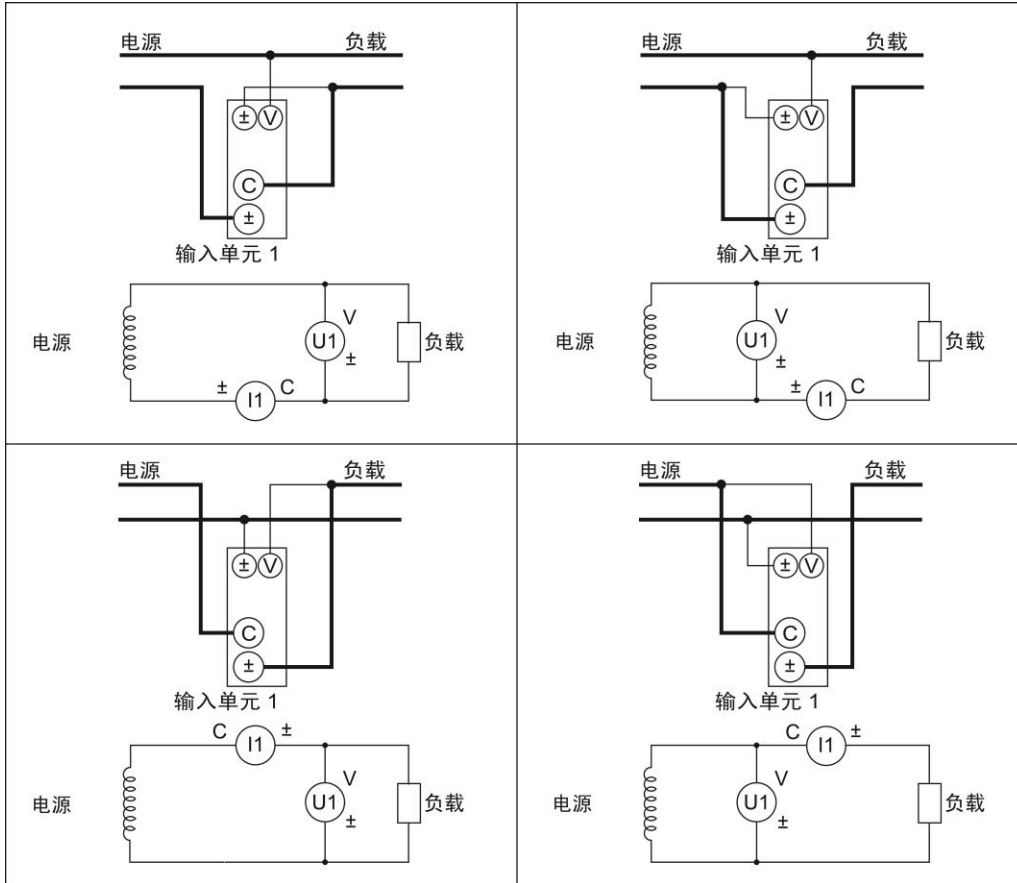 电源 负载
± V
C
±
输入单元 1
电源
V
U1
±
负载
± I1 C
电源 负载
± V
C
±
输入单元 1
电源
V
U1
±
负载
± I1 C
电源 负载
± V
C
±
输入单元 1
C I1 ±
电源
V
U1
±
负载
电源 负载
± V
C
±
输入单元 1
C I1 ±
电源
V
U1
±
负载